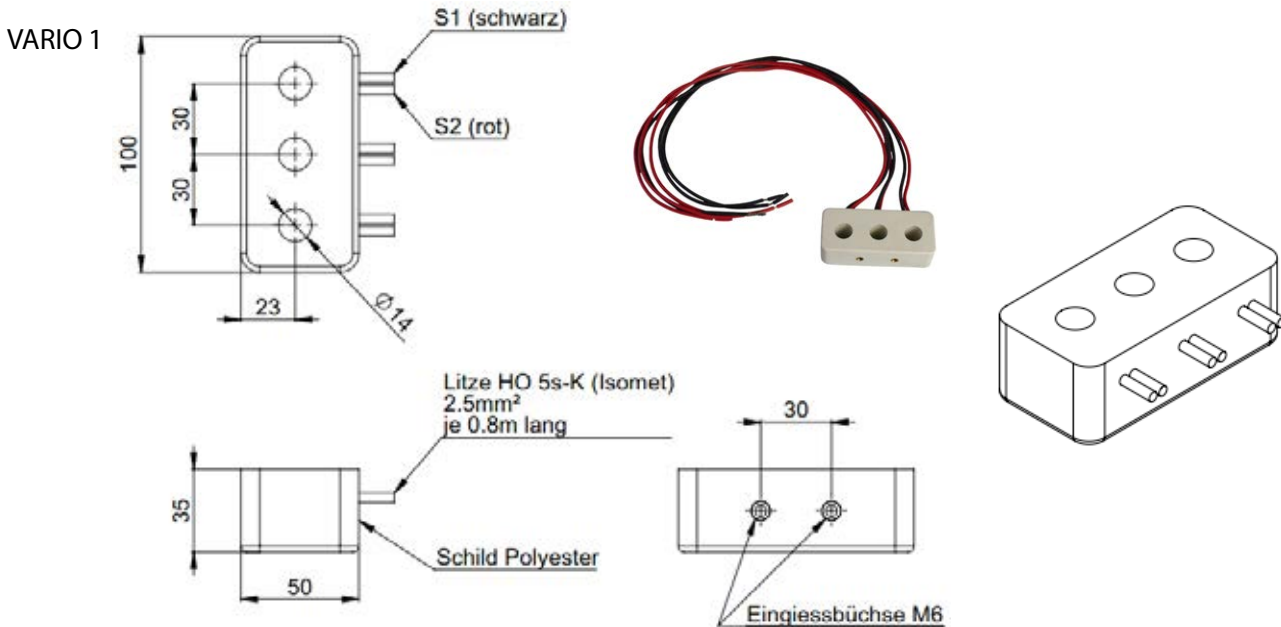 VARIO 1
S1 (schwarz)
S2 (rot)
100
30
30
23
∅14
Litze HO 5s-K (Isomet)
2.5mm²
je 0.8m lang
35
50
Schild Polyester
30
Eingiessbüchse M6